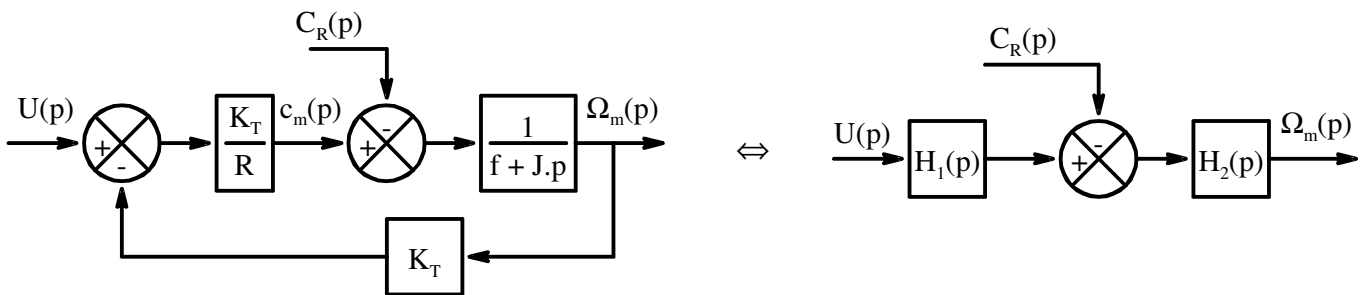 C_R(p)
U(p)
+
-
K_T
R
c_m(p)
-
+
1
f + J.p
Ω_m(p)
K_T
⇔
C_R(p)
U(p)
H_1(p)
-
+
H_2(p)
Ω_m(p)